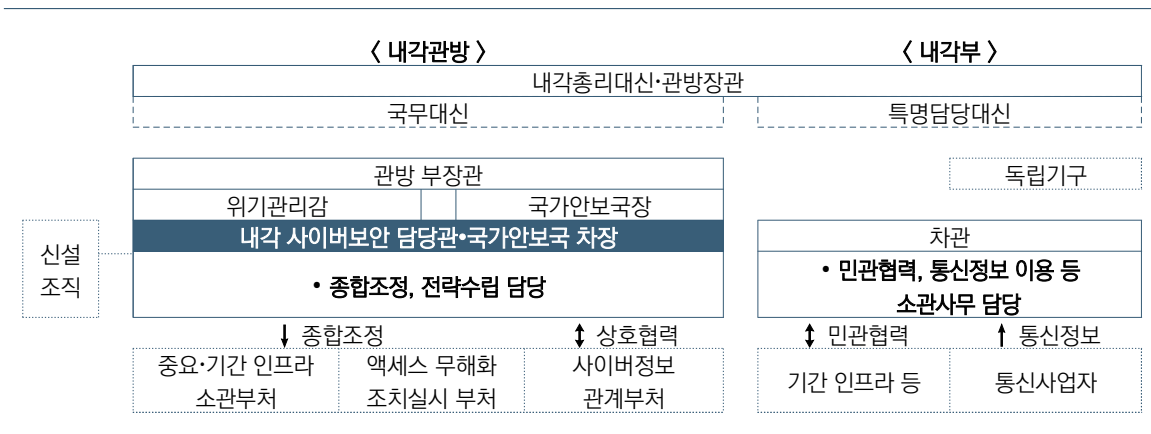 〈 내각관방 〉
〈 내각부 〉
내각총리대신·관방장관
국무대신
특명담당대신
관방 부장관
독립기구
위기관리감
국가안보국장
신설
조직
내각 사이버보안 담당관•국가안보국 차장
• 종합조정, 전략수립 담당
차관
• 민관협력, 통신정보 이용 등
소관사무 담당
↓ 종합조정
↕ 상호협력
↕ 민관협력
↑ 통신정보
중요·기간 인프라
소관부처
액세스 무해화
조치실시 부처
사이버정보
관계부처
기간 인프라 등
통신사업자